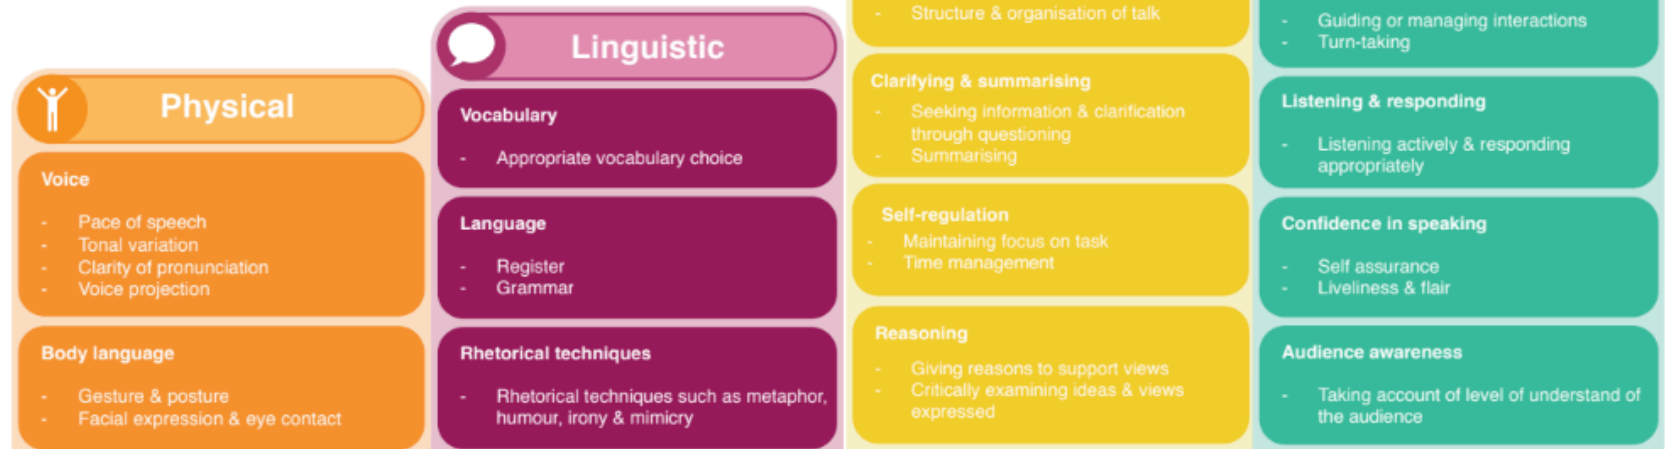 Physical
Voice
- Pace of speech
- Tonal variation
- Clarity of pronunciation
- Voice projection
Body language
- Gesture & posture
- Facial expression & eye contact
Linguistic
Vocabulary
- Appropriate vocabulary choice
Language
- Register
- Grammar
Rhetorical techniques
- Rhetorical techniques such as metaphor,
humour, irony & mimicry
- Structure & organisation of talk
Clarifying & summarising
- Seeking information & clarification
through questioning
- Summarising
Self-regulation
- Maintaining focus on task
- Time management
Reasoning
- Giving reasons to support views
- Critically examining ideas & views
expressed
- Guiding or managing interactions
- Turn-taking
Listening & responding
- Listening actively & responding
appropriately
Confidence in speaking
- Self assurance
- Liveliness & flair
Audience awareness
- Taking account of level of understand of
the audience